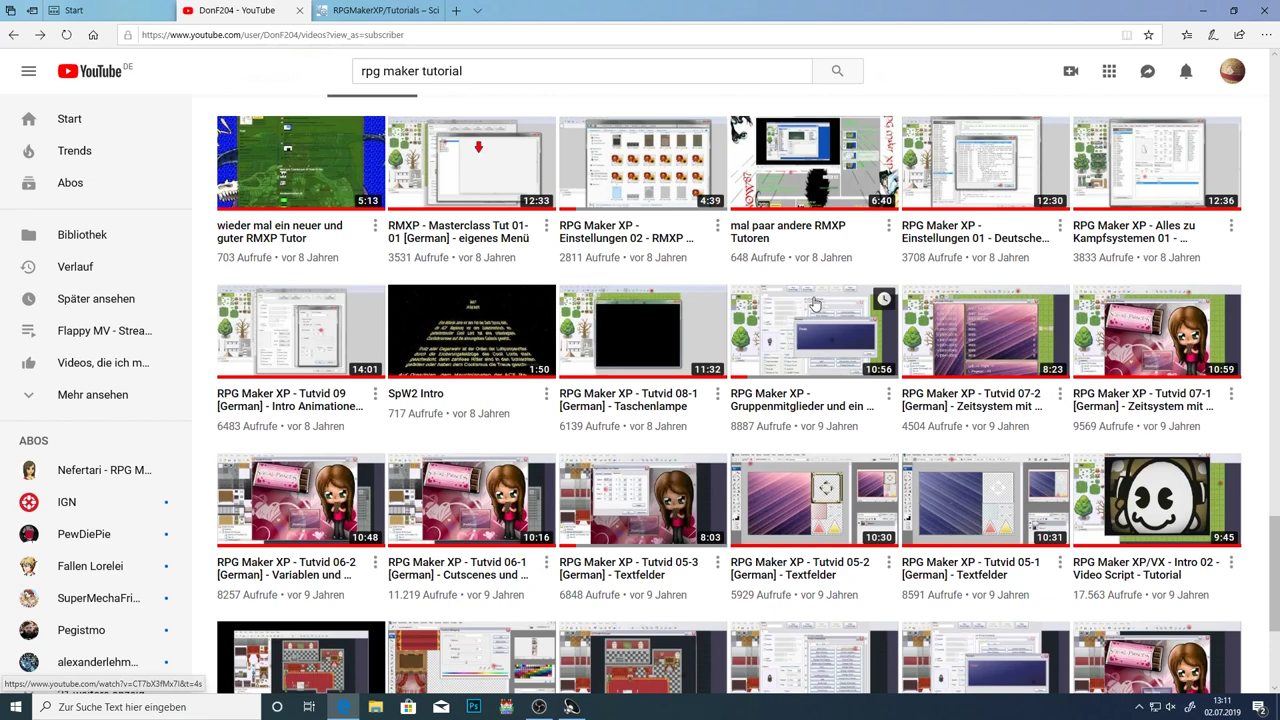 Start
DonF204 - YouTube
RPGMakerXP/Tutorials – Sci
https://www.youtube.com/user/DonF204/videos?view_as=subscriber
YouTube DE
rpg maker tutorial
Start
Trends
Abos
Bibliothek
Verlauf
Später ansehen
Flappy MV - Strea...
Videos, die ich m...
Mehr ansehen
ABOS
Neferrari - RPG M...
IGN
PewDiePie
Fallen Lorelei
SuperMechaFri...
Pegistring
5:13
12:33
4:39
6:40
12:30
12:36
wieder mal ein neuer und
guter RMXP Tutor
703 Aufrufe • vor 8 Jahren
RMXP - Masterclass Tut 01-
01 [German] - eigenes Menü
3531 Aufrufe • vor 8 Jahren
RPG Maker XP -
Einstellungen 02 - RMXP ...
2811 Aufrufe • vor 8 Jahren
mal paar andere RMXP
Tutoren
648 Aufrufe • vor 8 Jahren
RPG Maker XP -
Einstellungen 01 - Deutsche...
3708 Aufrufe • vor 8 Jahren
RPG Maker XP - Alles zu
Kampfsystemen 01 - ...
3833 Aufrufe • vor 8 Jahren
14:01
1:50
11:32
10:56
8:23
10:59
RPG Maker XP - Tutvid 09
[German] - Intro Animatione...
6483 Aufrufe • vor 8 Jahren
SpW2 Intro
717 Aufrufe • vor 8 Jahren
RPG Maker XP - Tutvid 08-1
[German] - Taschenlampe
6139 Aufrufe • vor 8 Jahren
RPG Maker XP -
Gruppenmitglieder und ein ...
8887 Aufrufe • vor 9 Jahren
RPG Maker XP - Tutvid 07-2
[German] - Zeitsystem mit ...
4504 Aufrufe • vor 9 Jahren
RPG Maker XP - Tutvid 07-1
[German] - Zeitsystem mit ...
9569 Aufrufe • vor 9 Jahren
10:48
10:16
8:03
10:30
10:31
9:45
RPG Maker XP - Tutvid 06-2
[German] - Variablen und ...
8257 Aufrufe • vor 9 Jahren
RPG Maker XP - Tutvid 06-1
[German] - Cutscenes und ...
11.219 Aufrufe • vor 9 Jahren
RPG Maker XP - Tutvid 05-3
[German] - Textfelder
6848 Aufrufe • vor 9 Jahren
RPG Maker XP - Tutvid 05-2
[German] - Textfelder
5929 Aufrufe • vor 9 Jahren
RPG Maker XP - Tutvid 05-1
[German] - Textfelder
8591 Aufrufe • vor 9 Jahren
RPG Maker XP/VX - Intro 02 -
Video Script - Tutorial
17.563 Aufrufe • vor 9 Jahren
Zur Suche Text hier eingeben
13:11
02.07.2019
2